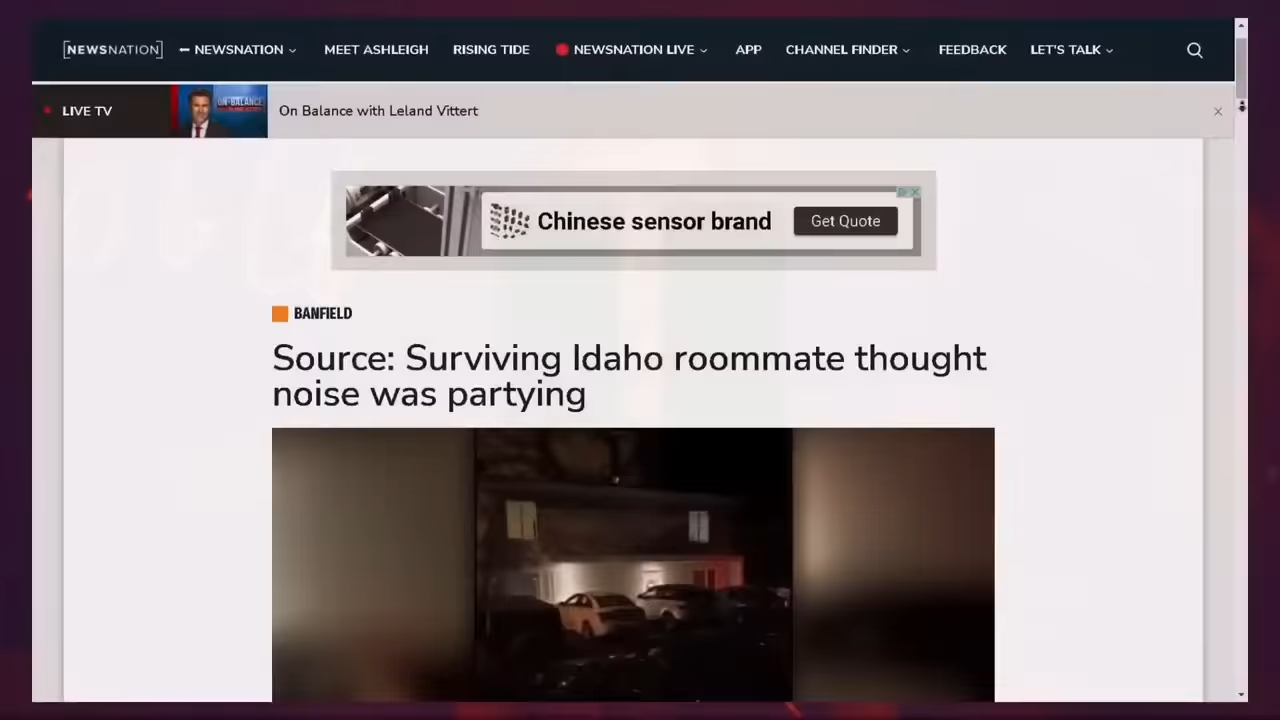 [NEWSNATION] NEWSNATION MEET ASHLEIGH RISING TIDE NEWSNATION LIVE APP CHANNEL FINDER FEEDBACK LET'S TALK
LIVE TV On Balance with Leland Vittert
Chinese sensor brand Get Quote
BANFIELD
Source: Surviving Idaho roommate thought
noise was partying